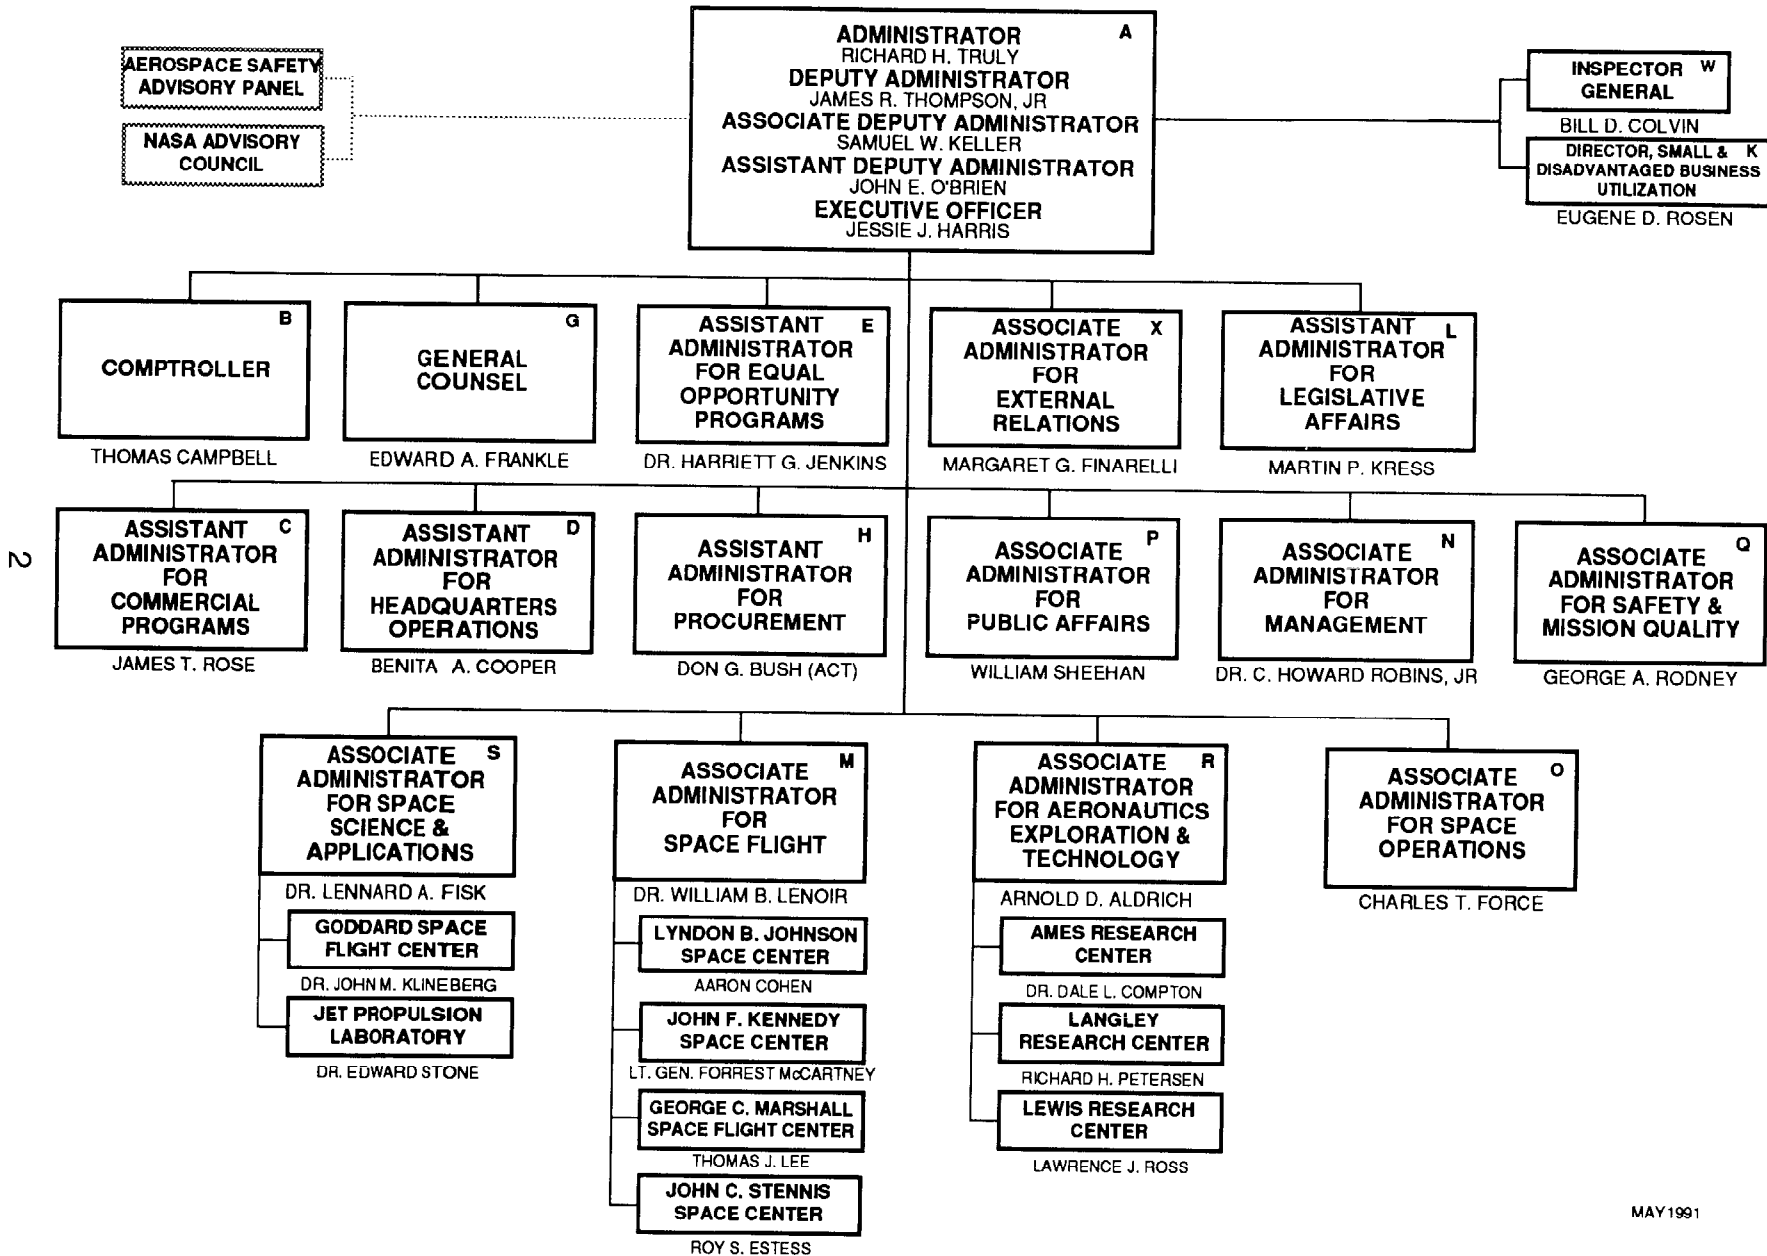 ADMINISTRATOR A
RICHARD H. TRULY
DEPUTY ADMINISTRATOR
JAMES R. THOMPSON, JR
ASSOCIATE DEPUTY ADMINISTRATOR
SAMUEL W. KELLER
ASSISTANT DEPUTY ADMINISTRATOR
JOHN E. O'BRIEN
EXECUTIVE OFFICER
JESSIE J. HARRIS
AEROSPACE SAFETY
ADVISORY PANEL
NASA ADVISORY
COUNCIL
INSPECTOR W
GENERAL
BILL D. COLVIN
DIRECTOR, SMALL & K
DISADVANTAGED BUSINESS
UTILIZATION
EUGENE D. ROSEN
B
COMPTROLLER
THOMAS CAMPBELL
G
GENERAL
COUNSEL
EDWARD A. FRANKLE
ASSISTANT E
ADMINISTRATOR
FOR EQUAL
OPPORTUNITY
PROGRAMS
DR. HARRIETT G. JENKINS
ASSOCIATE X
ADMINISTRATOR
FOR
EXTERNAL
RELATIONS
MARGARET G. FINARELLI
ASSISTANT L
ADMINISTRATOR
FOR
LEGISLATIVE
AFFAIRS
MARTIN P. KRESS
ASSISTANT C
ADMINISTRATOR
FOR
COMMERCIAL
PROGRAMS
JAMES T. ROSE
ASSISTANT D
ADMINISTRATOR
FOR
HEADQUARTERS
OPERATIONS
BENITA A. COOPER
H
ASSISTANT
ADMINISTRATOR
FOR
PROCUREMENT
DON G. BUSH (ACT)
P
ASSOCIATE
ADMINISTRATOR
FOR
PUBLIC AFFAIRS
WILLIAM SHEEHAN
N
ASSOCIATE
ADMINISTRATOR
FOR
MANAGEMENT
DR. C. HOWARD ROBINS, JR
Q
ASSOCIATE
ADMINISTRATOR
FOR SAFETY &
MISSION QUALITY
GEORGE A. RODNEY
2
ASSOCIATE S
ADMINISTRATOR
FOR SPACE
SCIENCE &
APPLICATIONS
DR. LENNARD A. FISK
GODDARD SPACE
FLIGHT CENTER
DR. JOHN M. KLINEBERG
JET PROPULSION
LABORATORY
DR. EDWARD STONE
M
ASSOCIATE
ADMINISTRATOR
FOR
SPACE FLIGHT
DR. WILLIAM B. LENOIR
LYNDON B. JOHNSON
SPACE CENTER
AARON COHEN
JOHN F. KENNEDY
SPACE CENTER
LT. GEN. FORREST McCARTNEY
GEORGE C. MARSHALL
SPACE FLIGHT CENTER
THOMAS J. LEE
JOHN C. STENNIS
SPACE CENTER
ROY S. ESTESS
ASSOCIATE R
ADMINISTRATOR
FOR AERONAUTICS
EXPLORATION &
TECHNOLOGY
ARNOLD D. ALDRICH
AMES RESEARCH
CENTER
DR. DALE L. COMPTON
LANGLEY
RESEARCH CENTER
RICHARD H. PETERSEN
LEWIS RESEARCH
CENTER
LAWRENCE J. ROSS
O
ASSOCIATE
ADMINISTRATOR
FOR SPACE
OPERATIONS
CHARLES T. FORCE
MAY 1991